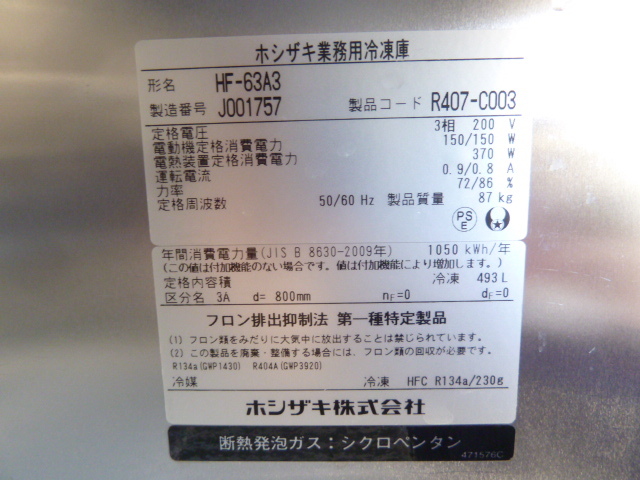 ホシザキ業務用冷凍庫
形名 HF-63A3
製造番号 J001757 製品コード R407-C003
定格電圧 3相 200 V
電動機定格消費電力 150/150 W
電熱装置定格消費電力 370 W
運転電流 0.9/0.8 A
力率 72/86 %
定格周波数 50/60 Hz 製品質量 87 kg
PSE
年間消費電力量(JIS B 8630-2009年) 1050 kWh/年
(この値は付加機能のない場合です。値は付加機能により増加します。)
定格内容積 冷凍 493 L
区分名 3A d= 800mm nF=0 dF=0
フロン排出抑制法 第一種特定製品
(1) フロン類をみだりに大気中に放出することは禁じられています。
(2) この製品を廃棄・整備する場合には、フロン類の回収が必要です。
R134a(GWP1430) R404A(GWP3920)
冷媒 冷凍 HFC R134a/230g
ホシザキ株式会社
断熱発泡ガス：シクロペンタン
471576C